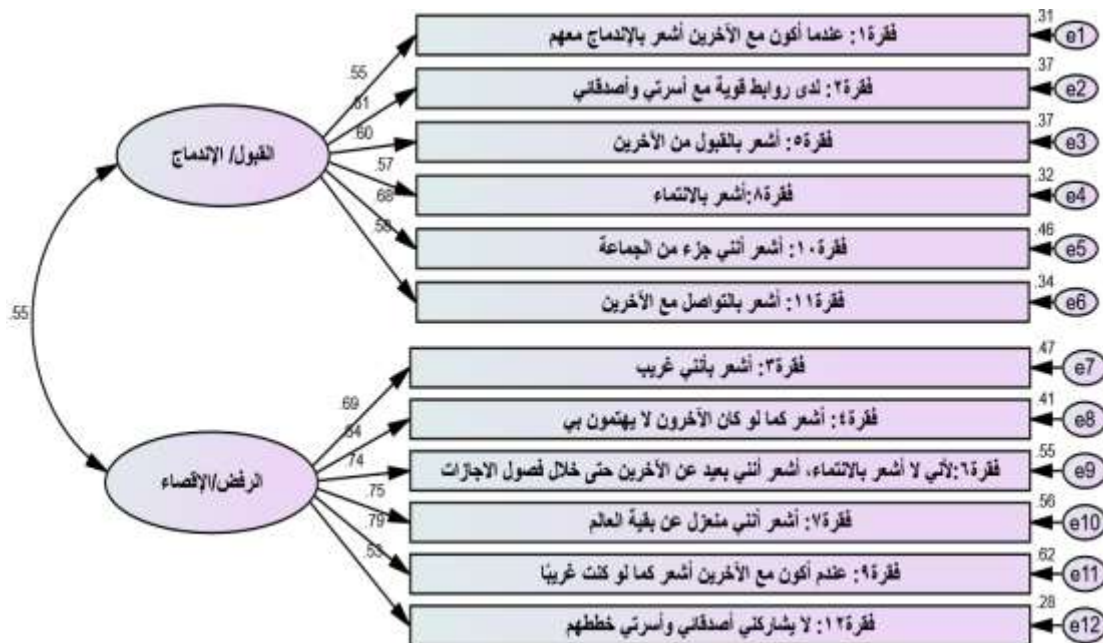 .31
فقرة١: عندما أكون مع الآخرين أشعر بالإندماج معهم
e1
.55
.37
فقرة٢: لدى روابط قوية مع أسرتي وأصدقائي
e2
.61
.37
فقرة٥: أشعر بالقبول من الآخرين
e3
.60
القبول/ الإندماج
.32
فقرة٨:أشعر بالانتماء
e4
.57
.46
فقرة١٠: أشعر أنني جزء من الجماعة
e5
.68
.34
فقرة١١: أشعر بالتواصل مع الآخرين
e6
.58
.55
.47
فقرة٣: أشعر بأنني غريب
e7
.69
.41
فقرة٤: أشعر كما لو كان الآخرون لا يهتمون بي
e8
.64
.55
فقرة٦:لأني لا أشعر بالانتماء، أشعر أنني بعيد عن الآخرين حتى خلال فصول الاجازات
e9
.74
الرفض/الإقصاء
.56
فقرة٧: أشعر أنني منعزل عن بقية العالم
e10
.75
.62
فقرة٩: عندم أكون مع الآخرين أشعر كما لو كنت غريبًا
e11
.79
.28
فقرة١٢: لا يشاركني أصدقائي وأسرتي خططهم
e12
.53